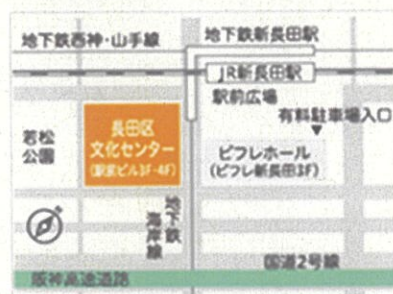 地下鉄西神・山手線
地下鉄新長田駅
JR新長田駅
駅前広場
有料駐車場入口
若松
公園
長田区
文化センター
(駅前ビル3F・4F)
ピフレホール
(ピフレ新長田3F)
地下鉄
海岸線
国道2号線
阪神高速道路